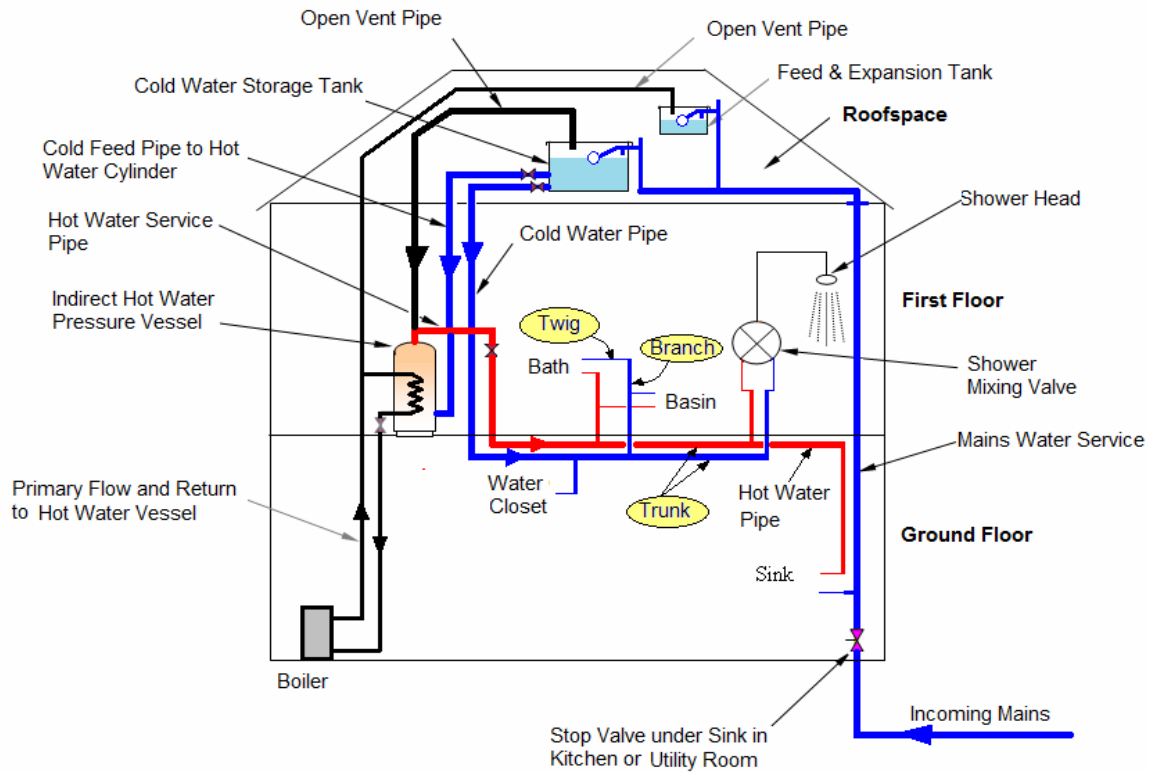 Open Vent Pipe
Open Vent Pipe
Cold Water Storage Tank
Feed & Expansion Tank
Roofspace
Cold Feed Pipe to Hot
Water Cylinder
Shower Head
Hot Water Service
Pipe
Cold Water Pipe
Indirect Hot Water
Pressure Vessel
First Floor
Twig
Branch
Bath
Shower
Mixing Valve
Basin
Mains Water Service
Primary Flow and Return
to Hot Water Vessel
Water
Closet
Trunk
Hot Water
Pipe
Ground Floor
Sink
Boiler
Incoming Mains
Stop Valve under Sink in
Kitchen or Utility Room